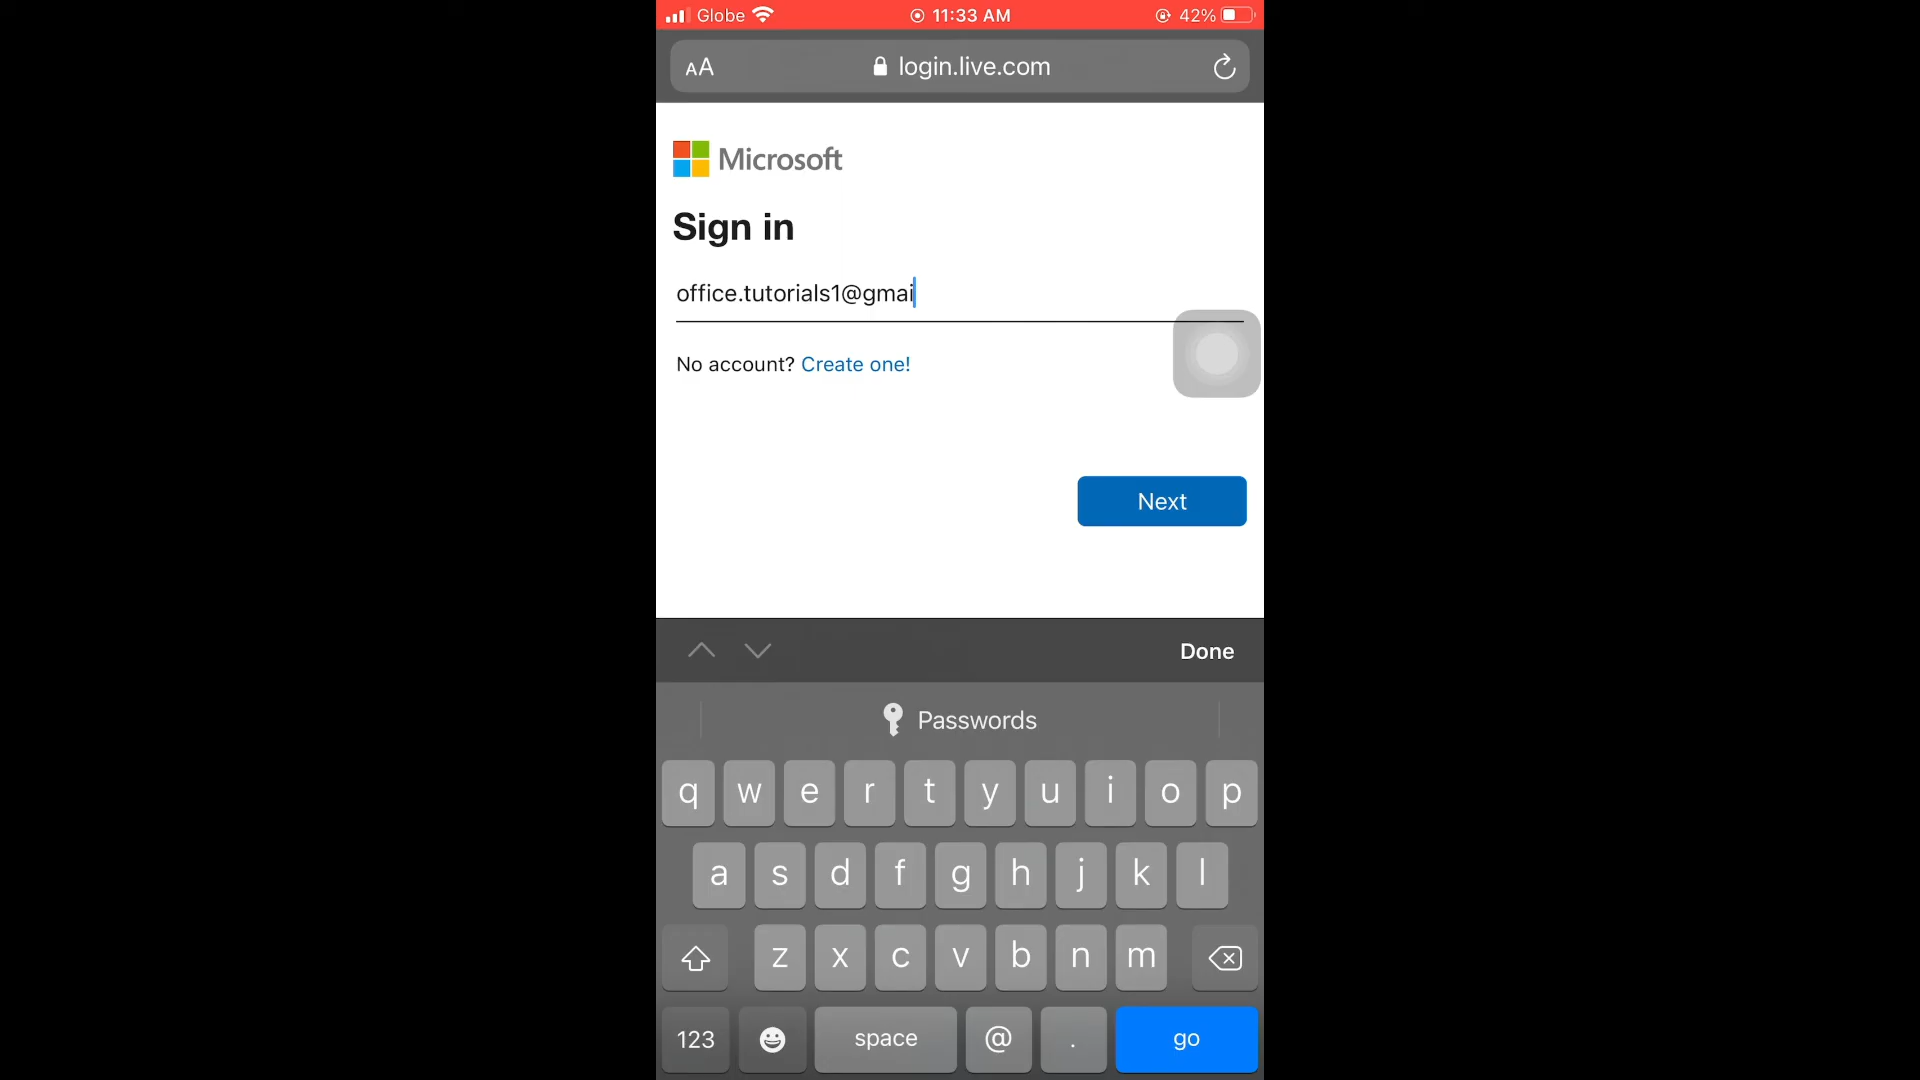 Globe 11:33 AM 42%
AA login.live.com
Microsoft
Sign in
office.tutorials1@gmai
No account? Create one!
Next
Done
Passwords
q w e r t y u i o p
a s d f g h j k l
z x c v b n m
123 space @ . go